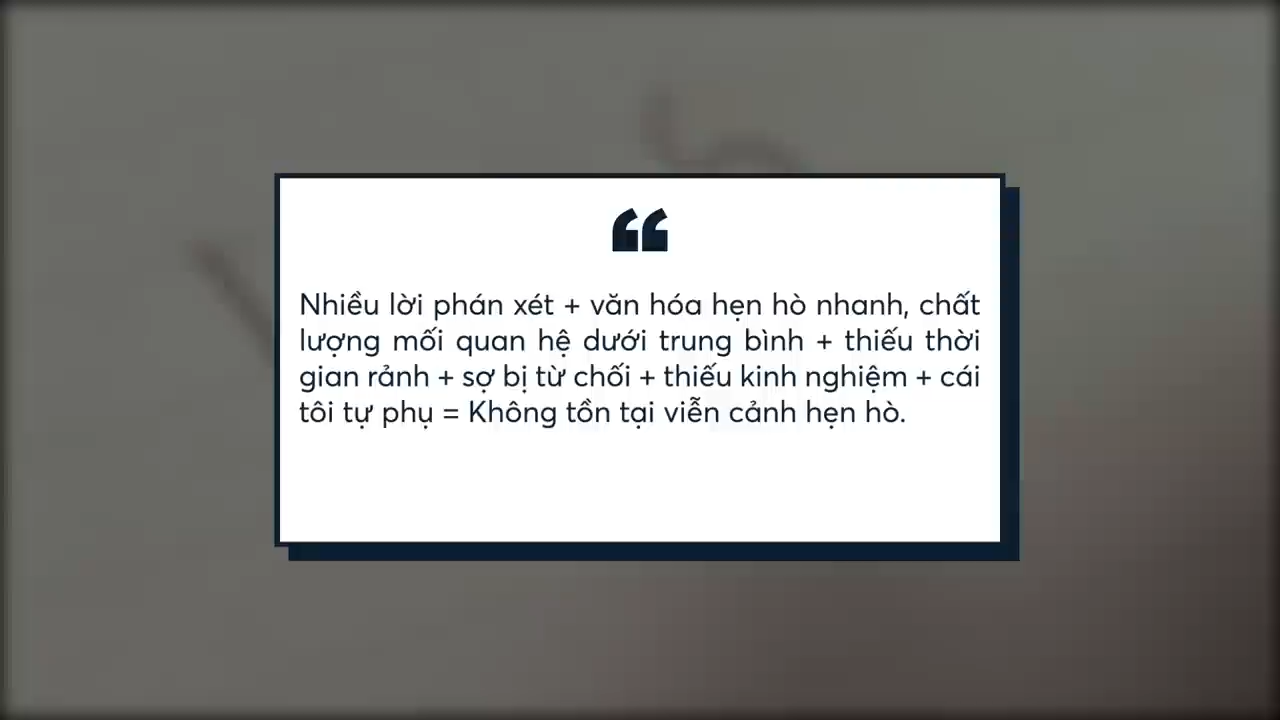 Nhiều lời phán xét + văn hóa hẹn hò nhanh, chất
lượng mối quan hệ dưới trung bình + thiếu thời
gian rảnh + sợ bị từ chối + thiếu kinh nghiệm + cái
tôi tự phụ = Không tồn tại viễn cảnh hẹn hò.